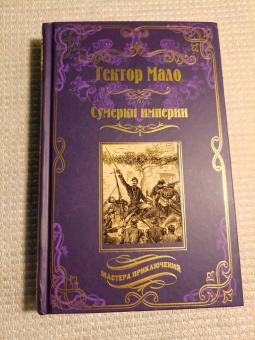 Гектор Мало
Сумерки империи
МАСТЕРА ПРИКЛЮЧЕНИЙ